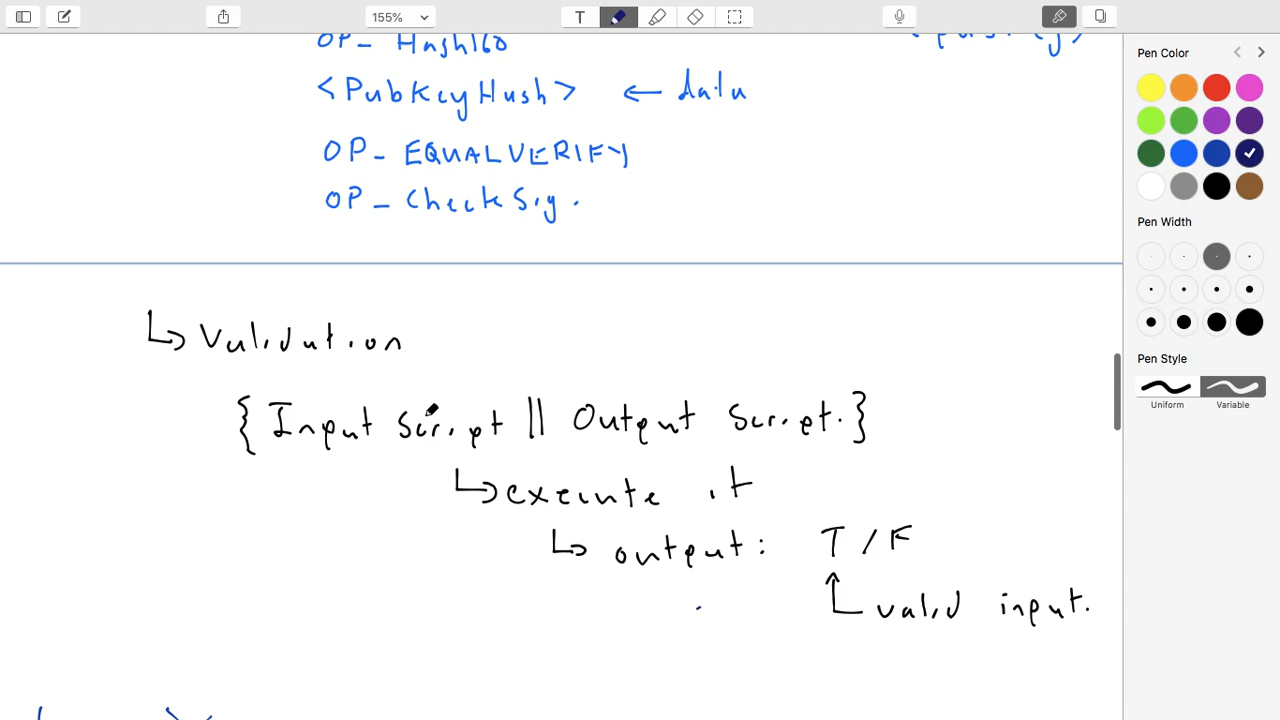 155%
T
Pen Color
OP_ Hash160
<PubKeyHush> ← data
OP_ EQUALVERIFY
OP_ CheckSig.
Pen Width
↳ Validation
{Input Script || Output Script.}
Pen Style
Uniform Variable
↳ execute it
↳ output: T/F
valid input.